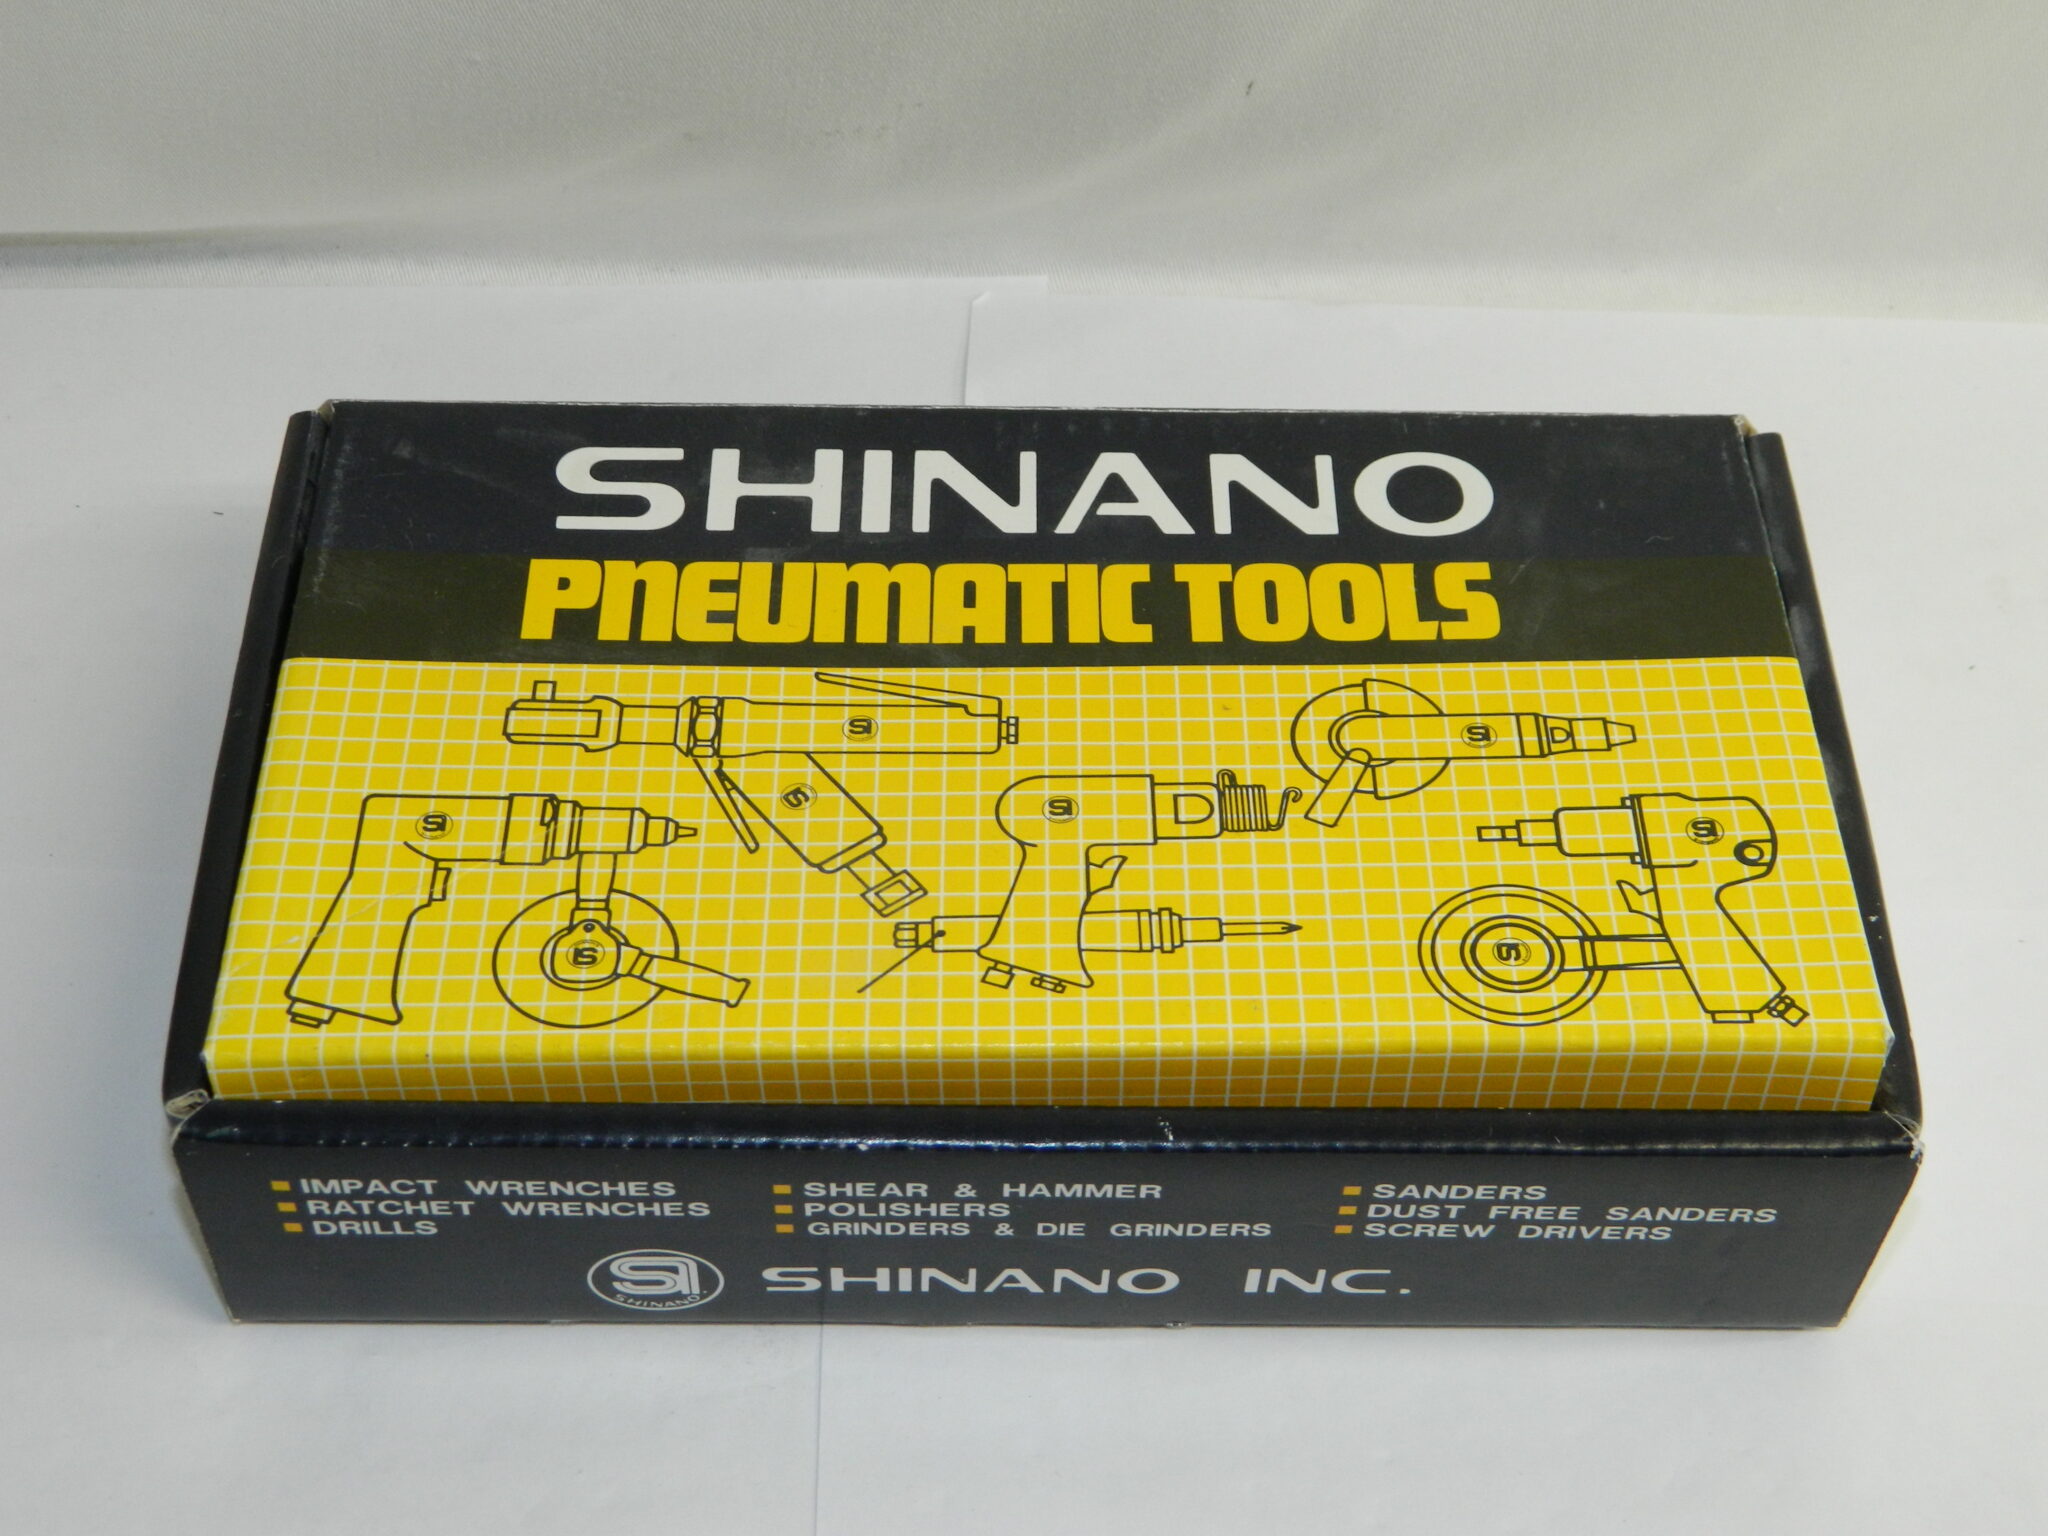 SHINANO
PNEUMATIC TOOLS
IMPACT WRENCHES
RATCHET WRENCHES
DRILLS
SHEAR & HAMMER
POLISHERS
GRINDERS & DIE GRINDERS
SANDERS
DUST FREE SANDERS
SCREW DRIVERS
SHINANO.
SHINANO INC.